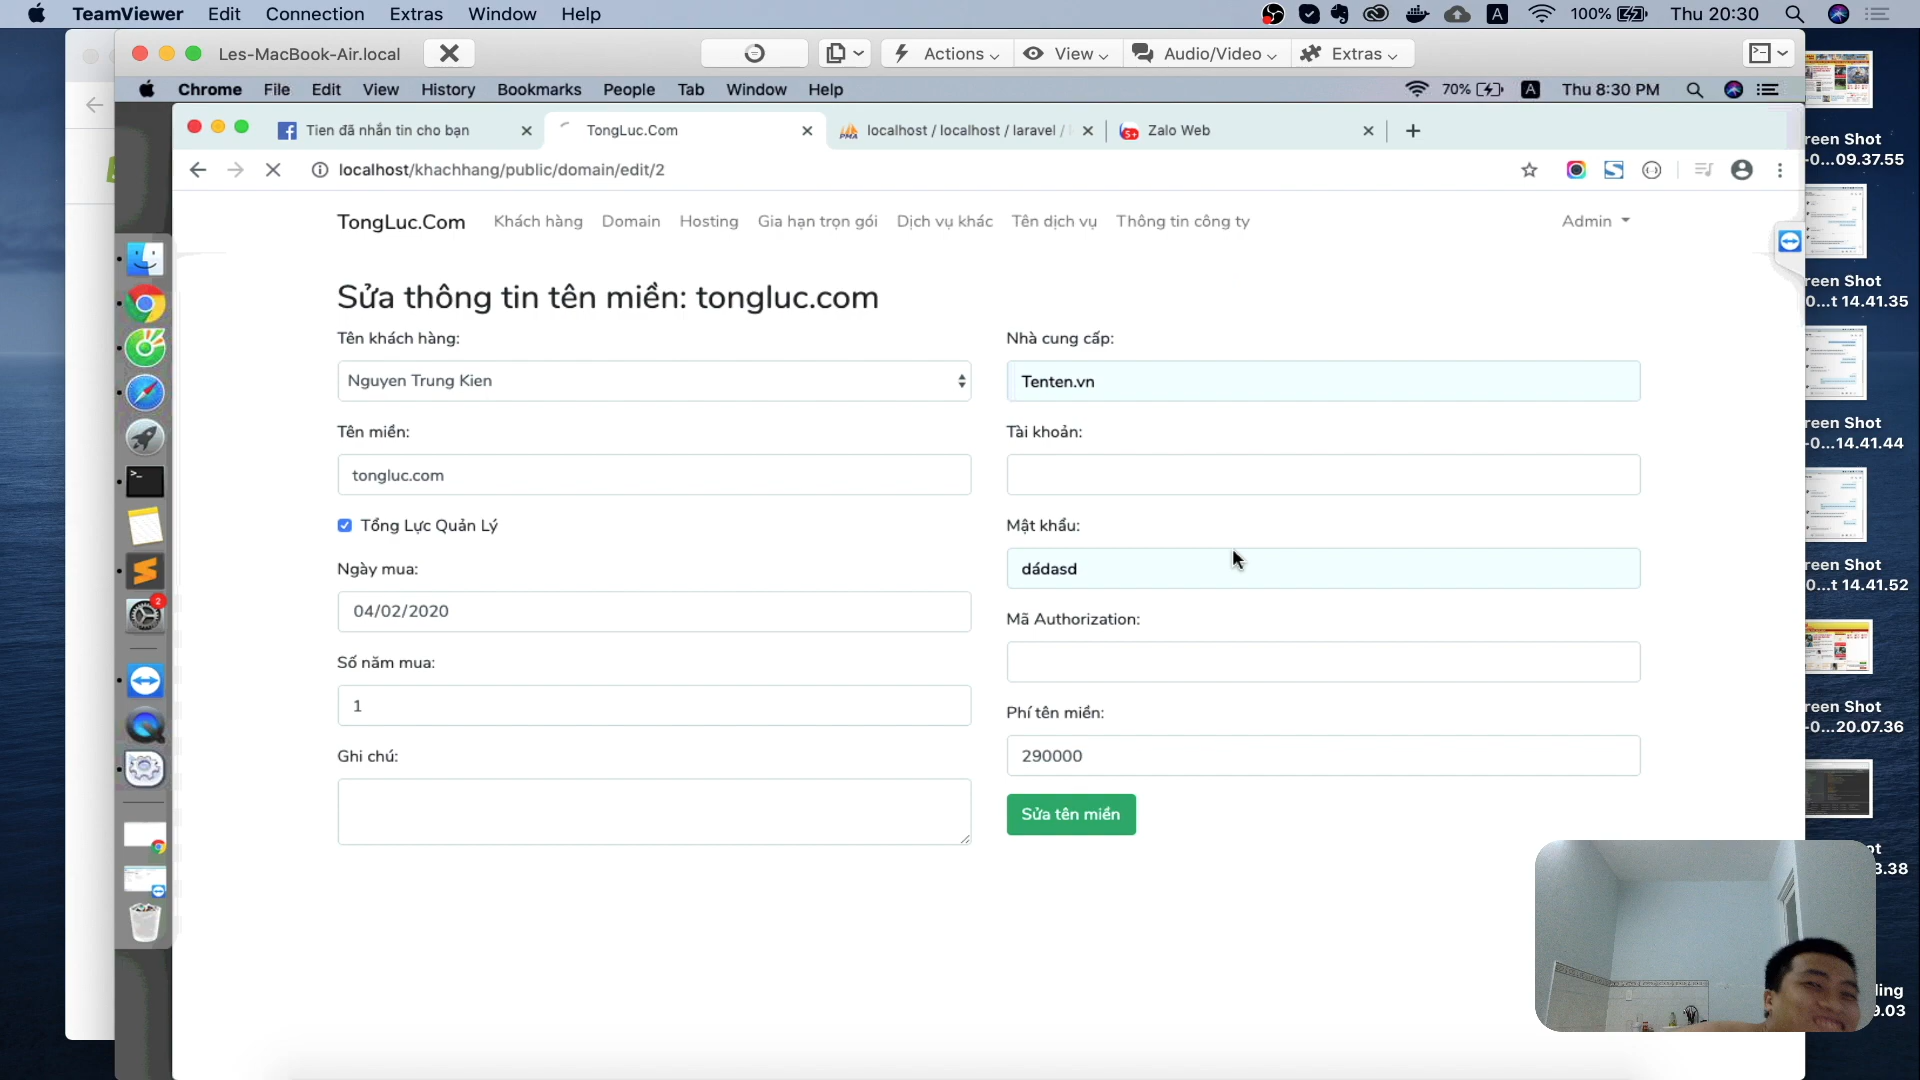 TeamViewer Edit Connection Extras Window Help
100% Thu 20:30
Les-MacBook-Air.local
Actions View Audio/Video Extras
Chrome File Edit View History Bookmarks People Tab Window Help
70% Thu 8:30 PM
Tien đã nhắn tin cho bạn
TongLuc.Com
localhost / localhost / laravel /
Zalo Web
localhost/khachhang/public/domain/edit/2
TongLuc.Com Khách hàng Domain Hosting Gia hạn trọn gói Dịch vụ khác Tên dịch vụ Thông tin công ty Admin
Sửa thông tin tên miền: tongluc.com
Tên khách hàng:
Nguyen Trung Kien
Tên miền:
tongluc.com
Tổng Lực Quản Lý
Ngày mua:
04/02/2020
Số năm mua:
1
Ghi chú:
Nhà cung cấp:
Tenten.vn
Tài khoản:
Mật khẩu:
dádasd
Mã Authorization:
Phí tên miền:
290000
Sửa tên miền
2
reen Shot
-0...09.37.55
reen Shot
0...t 14.41.35
reen Shot
-0...14.41.44
reen Shot
0...t 14.41.52
reen Shot
-0...20.07.36
ot
3.38
ling
9.03